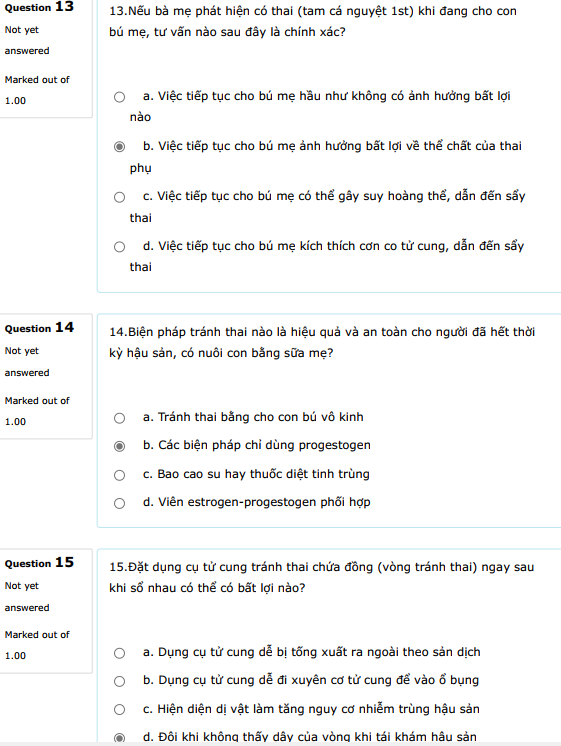 Question 13
Not yet
answered
Marked out of
1.00
13.Nếu bà mẹ phát hiện có thai (tam cá nguyệt 1st) khi đang cho con
bú mẹ, tư vấn nào sau đây là chính xác?
a. Việc tiếp tục cho bú mẹ hầu như không có ảnh hưởng bất lợi
nào
b. Việc tiếp tục cho bú mẹ ảnh hưởng bất lợi về thể chất của thai
phụ
c. Việc tiếp tục cho bú mẹ có thể gây suy hoàng thể, dẫn đến sẩy
thai
d. Việc tiếp tục cho bú mẹ kích thích cơn co tử cung, dẫn đến sẩy
thai
Question 14
Not yet
answered
Marked out of
1.00
14.Biện pháp tránh thai nào là hiệu quả và an toàn cho người đã hết thời
kỳ hậu sản, có nuôi con bằng sữa mẹ?
a. Tránh thai bằng cho con bú vô kinh
b. Các biện pháp chỉ dùng progestogen
c. Bao cao su hay thuốc diệt tinh trùng
d. Viên estrogen-progestogen phối hợp
Question 15
Not yet
answered
Marked out of
1.00
15.Đặt dụng cụ tử cung tránh thai chứa đồng (vòng tránh thai) ngay sau
khi sổ nhau có thể có bất lợi nào?
a. Dụng cụ tử cung dễ bị tống xuất ra ngoài theo sản dịch
b. Dụng cụ tử cung dễ đi xuyên cơ tử cung để vào ổ bụng
c. Hiện diện dị vật làm tăng nguy cơ nhiễm trùng hậu sản
d. Đôi khi không thấy dây của vòng khi tái khám hậu sản